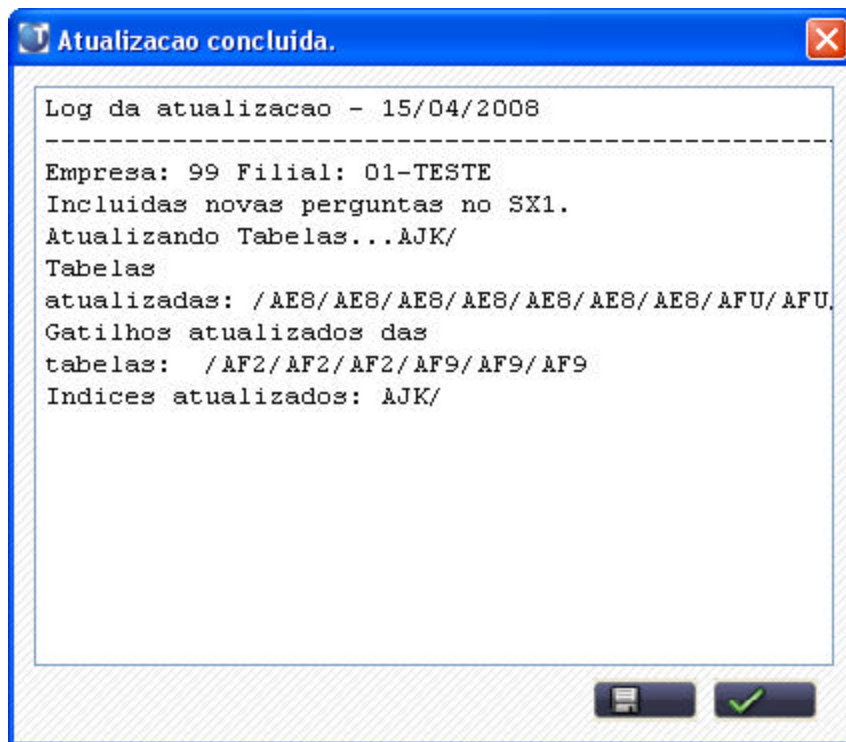 Atualizacao concluida.
Log da atualizacao - 15/04/2008
--------------------------------------------------
Empresa: 99 Filial: 01-TESTE
Incluidas novas perguntas no SX1.
Atualizando Tabelas...AJK/
Tabelas
atualizadas: /AE8/AE8/AE8/AE8/AE8/AE8/AE8/AFU/AFU
Gatilhos atualizados das
tabelas:  /AF2/AF2/AF2/AF9/AF9/AF9
Indices atualizados: AJK/